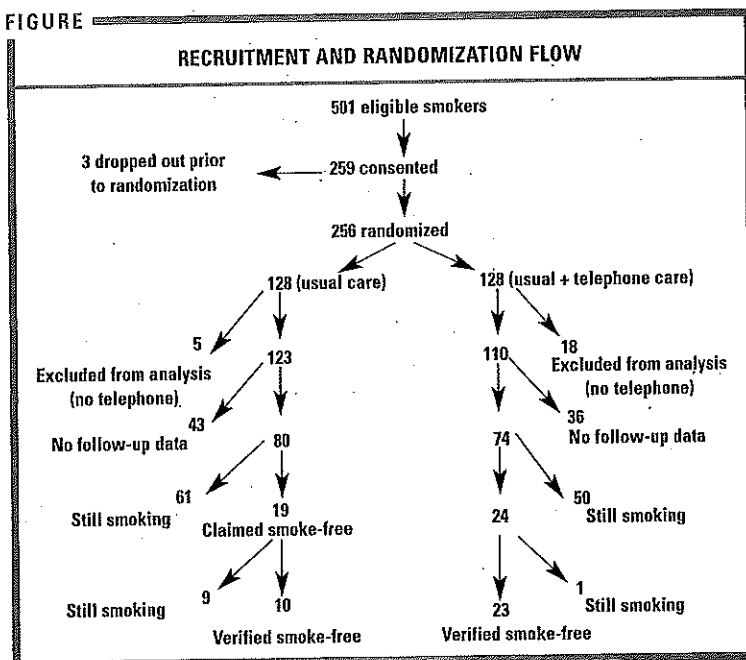 FIGURE
RECRUITMENT AND RANDOMIZATION FLOW
501 eligible smokers
3 dropped out prior
to randomization
259 consented
256 randomized
128 (usual care)
128 (usual + telephone care)
5
123
Excluded from analysis
(no telephone)
110
18
Excluded from analysis
(no telephone)
43
No follow-up data
80
74
36
No follow-up data
61
Still smoking
19
Claimed smoke-free
24
50
Still smoking
9
Still smoking
10
Verified smoke-free
23
Verified smoke-free
1
Still smoking